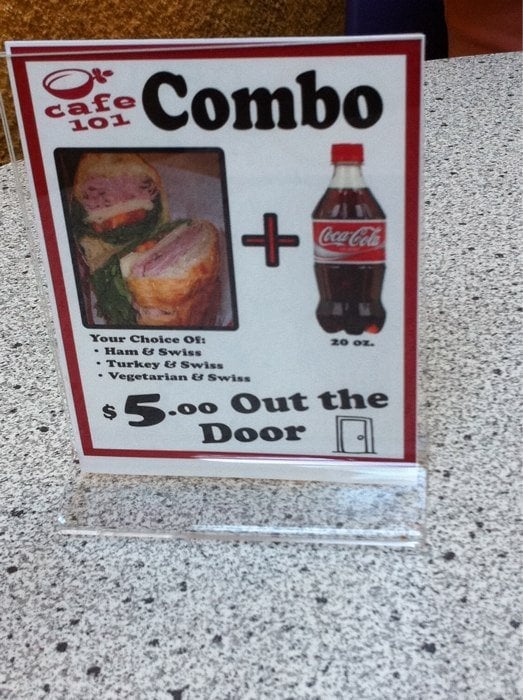 cafe
101
Combo
+
Coca-Cola
20 oz.
Your Choice Of:
• Ham & Swiss
• Turkey & Swiss
• Vegetarian & Swiss
$5.00 Out the
Door